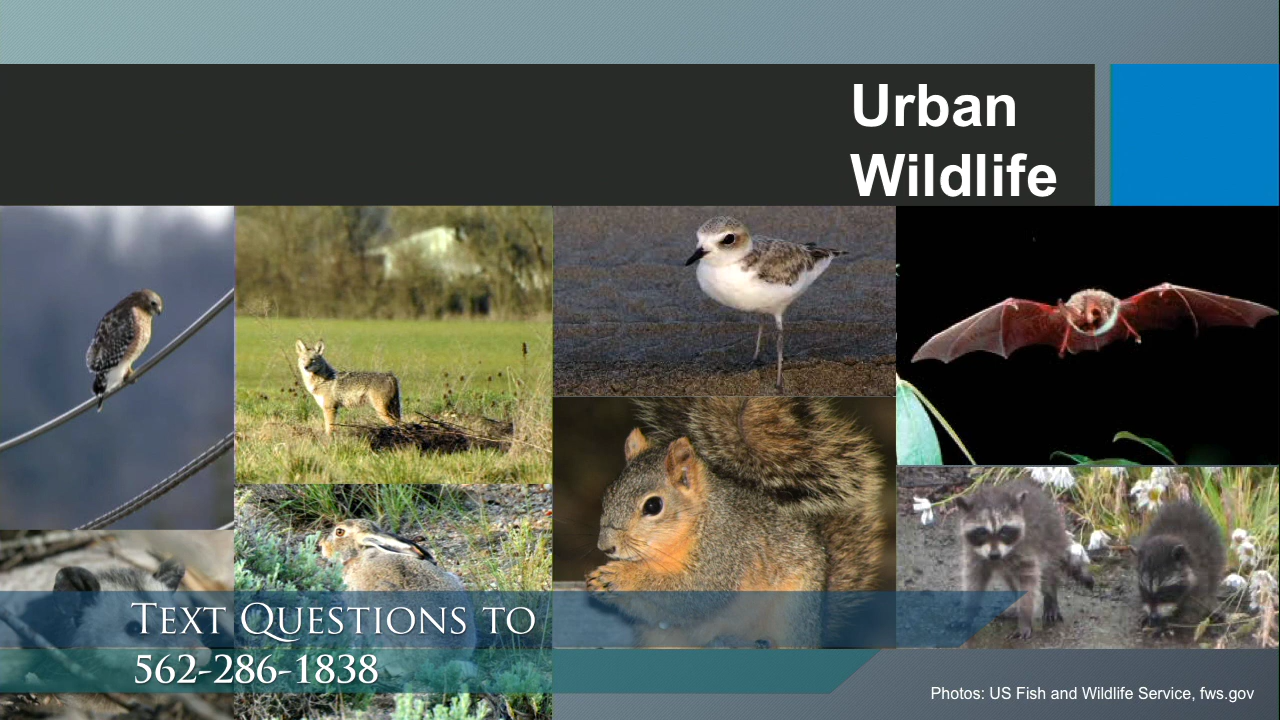 Urban
Wildlife
Text Questions to
562-286-1838
Photos: US Fish and Wildlife Service, fws.gov